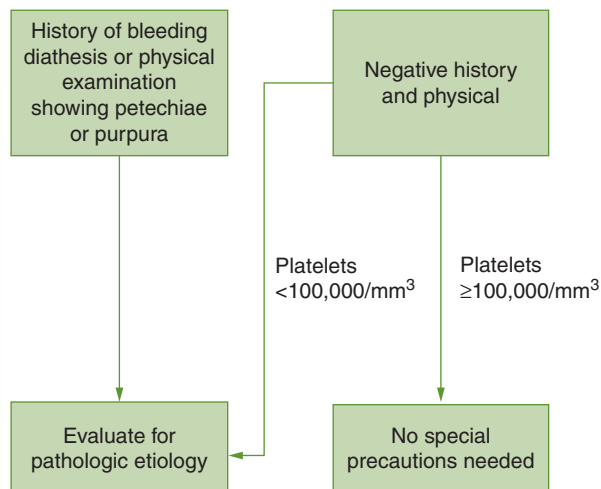 History of bleeding
diathesis or physical
examination
showing petechiae
or purpura
Negative history
and physical
Platelets
<100,000/mm³
Platelets
≥100,000/mm³
Evaluate for
pathologic etiology
No special
precautions needed